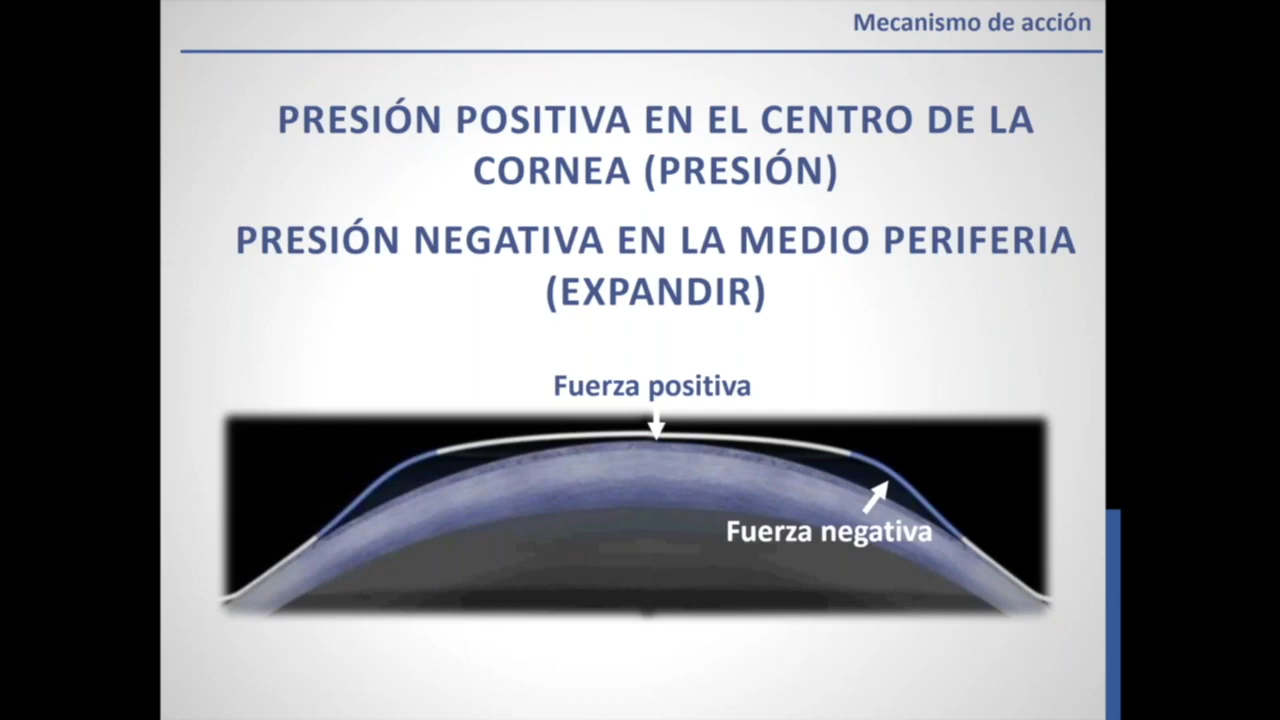 Mecanismo de acción
PRESIÓN POSITIVA EN EL CENTRO DE LA
CORNEA (PRESIÓN)
PRESIÓN NEGATIVA EN LA MEDIO PERIFERIA
(EXPANDIR)
Fuerza positiva
Fuerza negativa